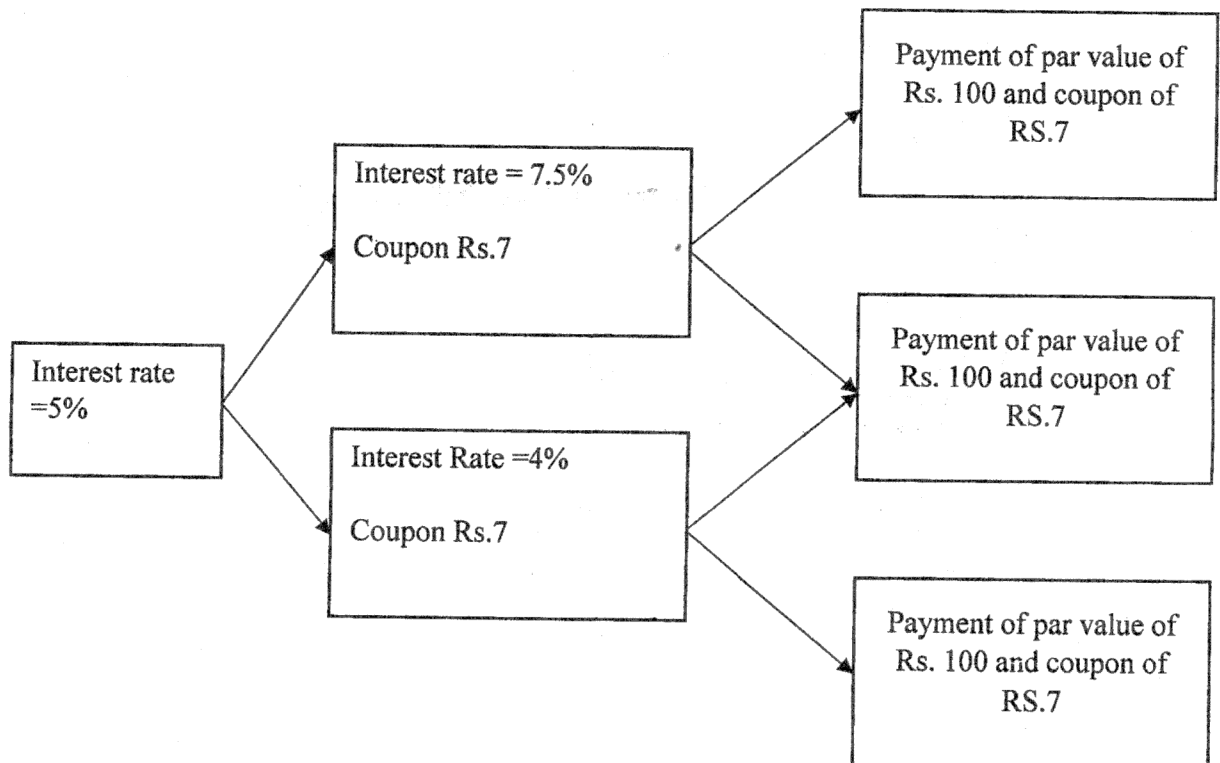 Interest rate
=5%
Interest rate = 7.5%
Coupon Rs.7
Interest Rate =4%
Coupon Rs.7
Payment of par value of
Rs. 100 and coupon of
RS.7
Payment of par value of
Rs. 100 and coupon of
RS.7
Payment of par value of
Rs. 100 and coupon of
RS.7